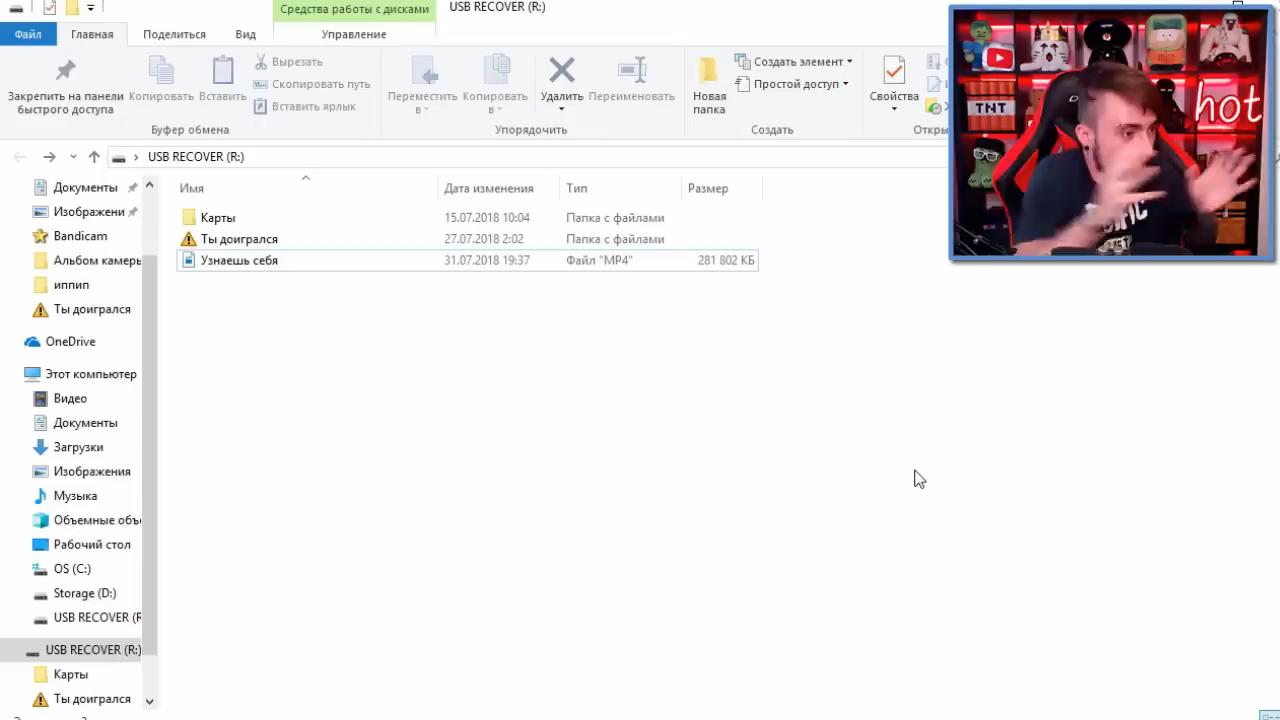 Средства работы с дисками
USB RECOVER (R:)
Файл
Главная
Поделиться
Вид
Управление
Закрепить на панели быстрого доступа
Копировать
Вставить
Вырезать
Скопировать путь
Вставить ярлык
Буфер обмена
Переместить в
Копировать в
Удалить
Переименовать
Упорядочить
Новая папка
Создать элемент
Простой доступ
Создать
Свойства
USB RECOVER (R:)
Имя
Дата изменения
Тип
Размер
Карты 15.07.2018 10:04 Папка с файлами
Ты доигрался 27.07.2018 2:02 Папка с файлами
Узнаешь себя 31.07.2018 19:37 Файл "MP4" 281 802 КБ
Документы
Изображени
Bandicam
Альбом камеры
иппип
Ты доигрался
OneDrive
Этот компьютер
Видео
Документы
Загрузки
Изображения
Музыка
Объемные объ
Рабочий стол
OS (C:)
Storage (D:)
USB RECOVER (R
USB RECOVER (R:)
Карты
Ты доигрался
TNT
hot